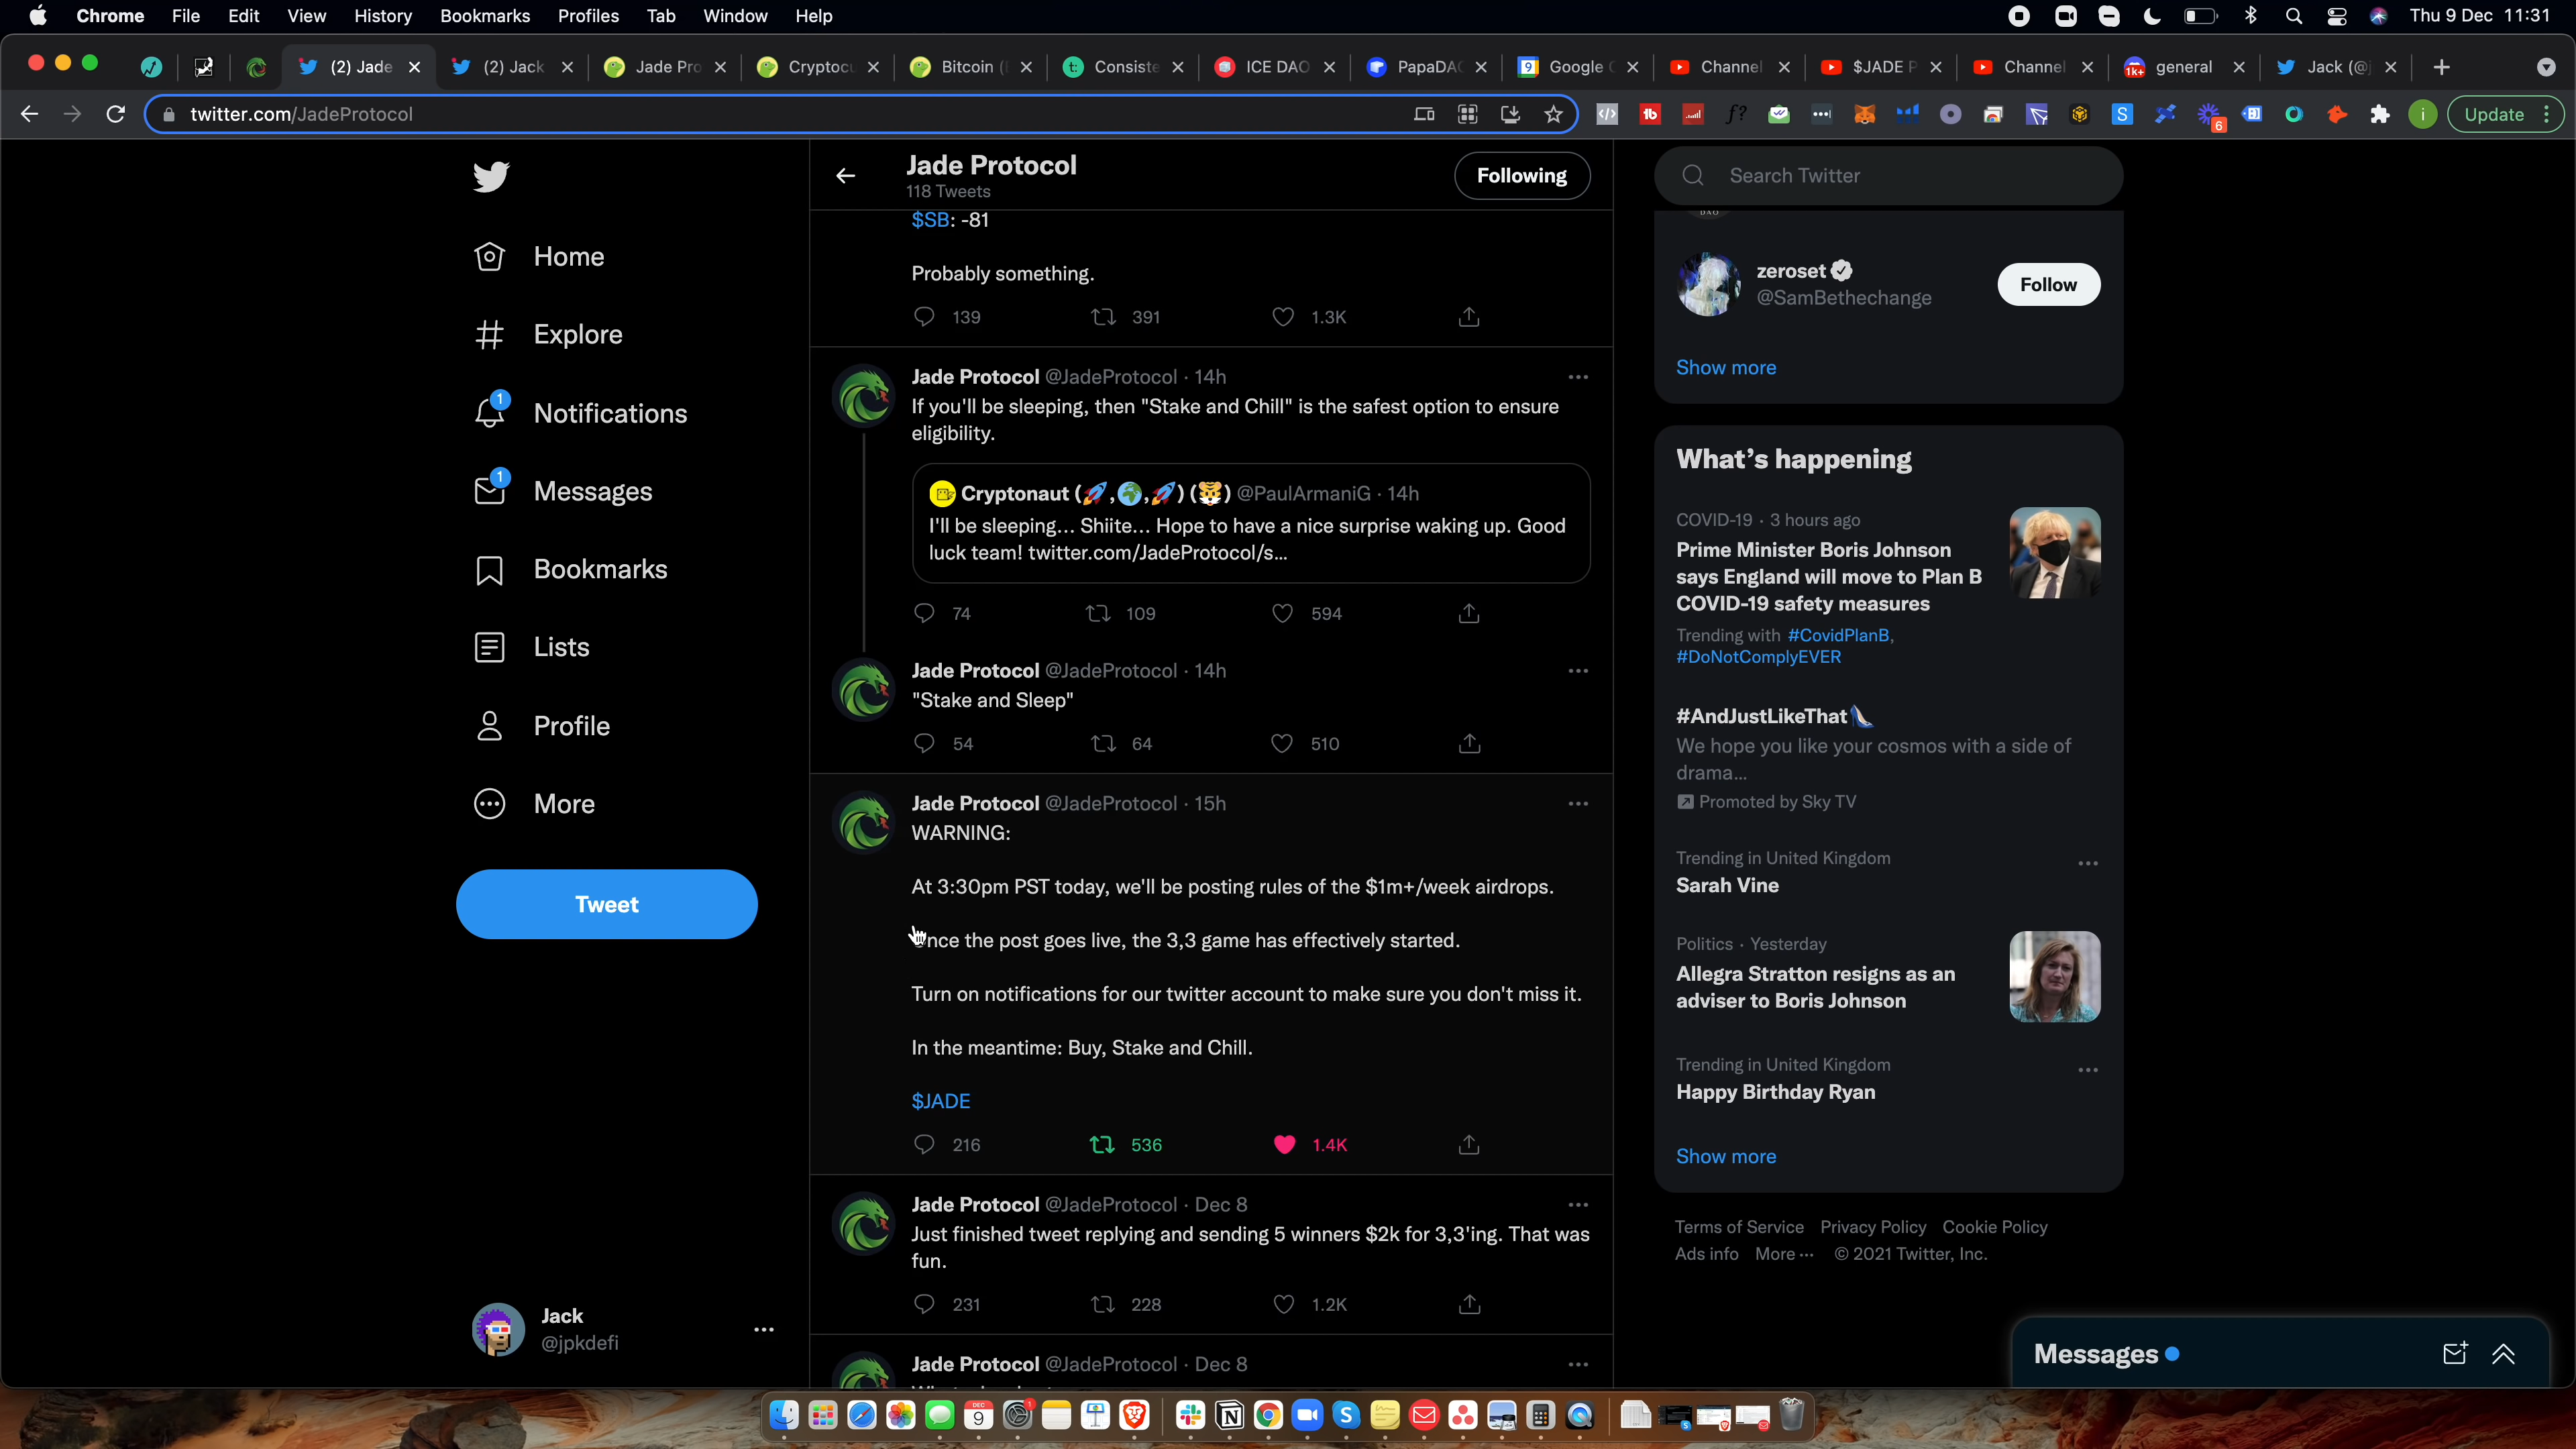 Chrome File Edit View History Bookmarks Profiles Tab Window Help Thu 9 Dec 11:31
(2) Jade (2) Jack Jade Pro Cryptocu Bitcoin ( Consiste ICE DAO PapaDA Google Channel $JADE P Channel general Jack (@j
twitter.com/JadeProtocol
Update
Home
Explore
1
Notifications
1
Messages
Bookmarks
Lists
Profile
More
Tweet
Jack
@jpkdefi
Jade Protocol
118 Tweets
Following
$SB: -81
Probably something.
139 391 1.3K
Jade Protocol @JadeProtocol · 14h
If you'll be sleeping, then "Stake and Chill" is the safest option to ensure
eligibility.
Cryptonaut (🚀,🌍,🚀) (🐯) @PaulArmaniG · 14h
I'll be sleeping... Shiite... Hope to have a nice surprise waking up. Good
luck team! twitter.com/JadeProtocol/s...
74 109 594
Jade Protocol @JadeProtocol · 14h
"Stake and Sleep"
54 64 510
Jade Protocol @JadeProtocol · 15h
WARNING:
At 3:30pm PST today, we'll be posting rules of the $1m+/week airdrops.
nce the post goes live, the 3,3 game has effectively started.
Turn on notifications for our twitter account to make sure you don't miss it.
In the meantime: Buy, Stake and Chill.
$JADE
216 536 1.4K
Jade Protocol @JadeProtocol · Dec 8
Just finished tweet replying and sending 5 winners $2k for 3,3'ing. That was
fun.
231 228 1.2K
Jade Protocol @JadeProtocol · Dec 8
Search Twitter
DAO
zeroset
@SamBethechange
Follow
Show more
What's happening
COVID-19 · 3 hours ago
Prime Minister Boris Johnson
says England will move to Plan B
COVID-19 safety measures
Trending with #CovidPlanB,
#DoNotComplyEVER
#AndJustLikeThat
We hope you like your cosmos with a side of
drama...
Promoted by Sky TV
Trending in United Kingdom
Sarah Vine
Politics · Yesterday
Allegra Stratton resigns as an
adviser to Boris Johnson
Trending in United Kingdom
Happy Birthday Ryan
Show more
Terms of Service Privacy Policy Cookie Policy
Ads info More ··· © 2021 Twitter, Inc.
Messages